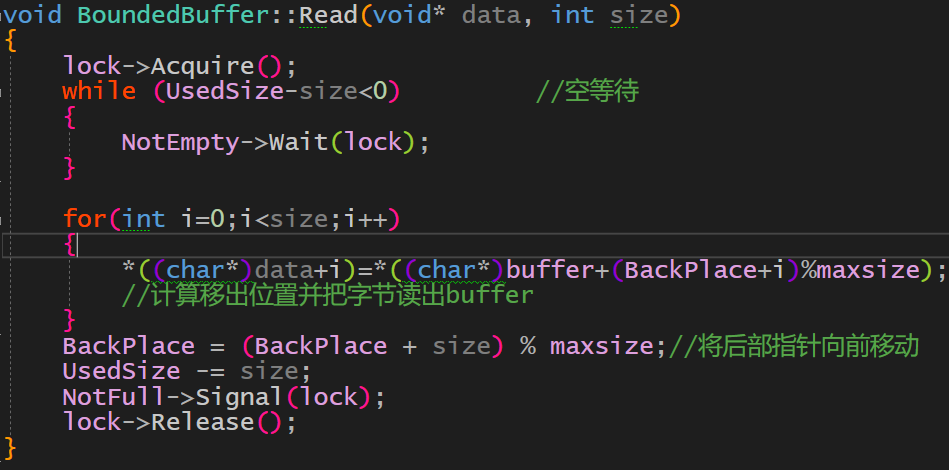 void BoundedBuffer::Read(void* data, int size)
{
    lock->Acquire();
    while (UsedSize-size<0)         //空等待
    {
        NotEmpty->Wait(lock);
    }

    for(int i=0;i<size;i++)
    {
        *((char*)data+i)=*((char*)buffer+(BackPlace+i)%maxsize);
        //计算移出位置并把字节读出buffer
    }
    BackPlace = (BackPlace + size) % maxsize;//将后部指针向前移动
    UsedSize -= size;
    NotFull->Signal(lock);
    lock->Release();
}